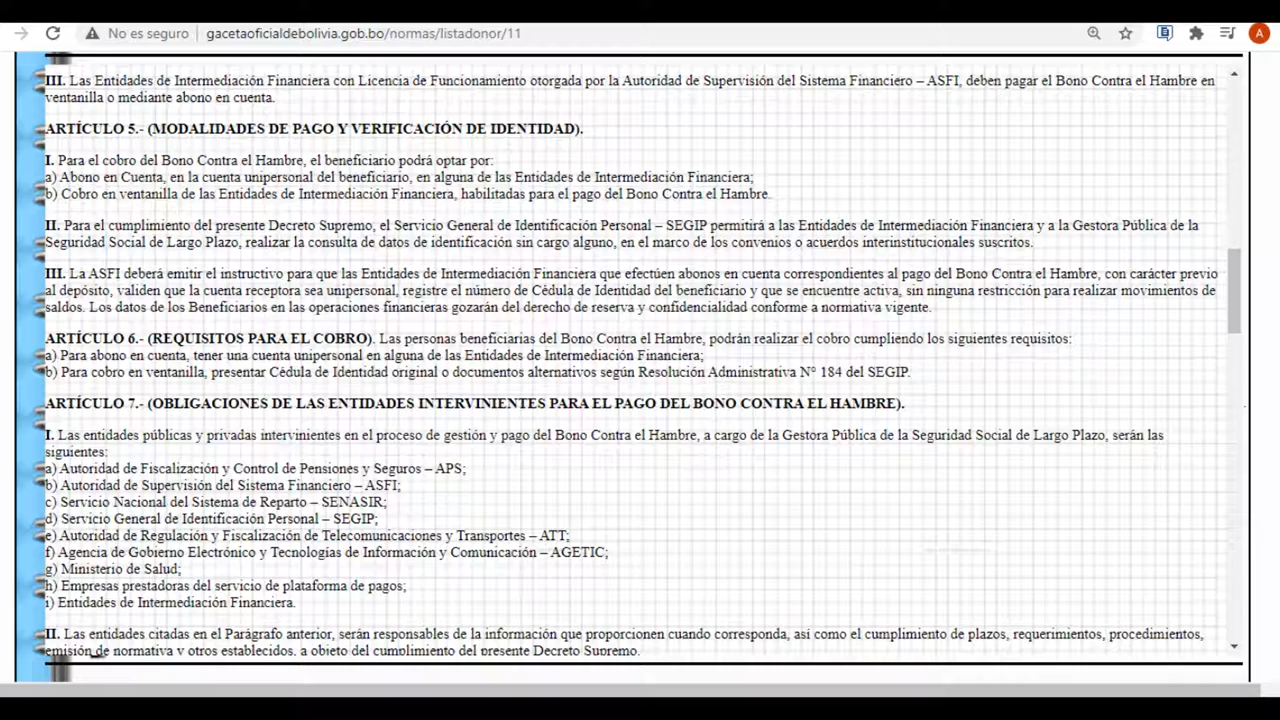 No es seguro
gacetaoficialdebolivia.gob.bo/normas/listadonor/11
A
III. Las Entidades de Intermediación Financiera con Licencia de Funcionamiento otorgada por la Autoridad de Supervisión del Sistema Financiero – ASFI, deben pagar el Bono Contra el Hambre en
ventanilla o mediante abono en cuenta.
ARTÍCULO 5.- (MODALIDADES DE PAGO Y VERIFICACIÓN DE IDENTIDAD).
I. Para el cobro del Bono Contra el Hambre, el beneficiario podrá optar por:
a) Abono en Cuenta, en la cuenta unipersonal del beneficiario, en alguna de las Entidades de Intermediación Financiera;
b) Cobro en ventanilla de las Entidades de Intermediación Financiera, habilitadas para el pago del Bono Contra el Hambre.
II. Para el cumplimiento del presente Decreto Supremo, el Servicio General de Identificación Personal – SEGIP permitirá a las Entidades de Intermediación Financiera y a la Gestora Pública de la
Seguridad Social de Largo Plazo, realizar la consulta de datos de identificación sin cargo alguno, en el marco de los convenios o acuerdos interinstitucionales suscritos.
III. La ASFI deberá emitir el instructivo para que las Entidades de Intermediación Financiera que efectúen abonos en cuenta correspondientes al pago del Bono Contra el Hambre, con carácter previo
al depósito, validen que la cuenta receptora sea unipersonal, registre el número de Cédula de Identidad del beneficiario y que se encuentre activa, sin ninguna restricción para realizar movimientos de
saldos. Los datos de los Beneficiarios en las operaciones financieras gozarán del derecho de reserva y confidencialidad conforme a normativa vigente.
ARTÍCULO 6.- (REQUISITOS PARA EL COBRO). Las personas beneficiarias del Bono Contra el Hambre, podrán realizar el cobro cumpliendo los siguientes requisitos:
a) Para abono en cuenta, tener una cuenta unipersonal en alguna de las Entidades de Intermediación Financiera;
b) Para cobro en ventanilla, presentar Cédula de Identidad original o documentos alternativos según Resolución Administrativa N° 184 del SEGIP.
ARTÍCULO 7.- (OBLIGACIONES DE LAS ENTIDADES INTERVINIENTES PARA EL PAGO DEL BONO CONTRA EL HAMBRE).
I. Las entidades públicas y privadas intervinientes en el proceso de gestión y pago del Bono Contra el Hambre, a cargo de la Gestora Pública de la Seguridad Social de Largo Plazo, serán las
siguientes:
a) Autoridad de Fiscalización y Control de Pensiones y Seguros – APS;
b) Autoridad de Supervisión del Sistema Financiero – ASFI;
c) Servicio Nacional del Sistema de Reparto – SENASIR;
d) Servicio General de Identificación Personal – SEGIP;
e) Autoridad de Regulación y Fiscalización de Telecomunicaciones y Transportes – ATT;
f) Agencia de Gobierno Electrónico y Tecnologías de Información y Comunicación – AGETIC;
g) Ministerio de Salud;
h) Empresas prestadoras del servicio de plataforma de pagos;
i) Entidades de Intermediación Financiera.
II. Las entidades citadas en el Parágrafo anterior, serán responsables de la información que proporcionen cuando corresponda, así como el cumplimiento de plazos, requerimientos, procedimientos,
emisión de normativa y otros establecidos, a objeto del cumplimiento del presente Decreto Supremo.